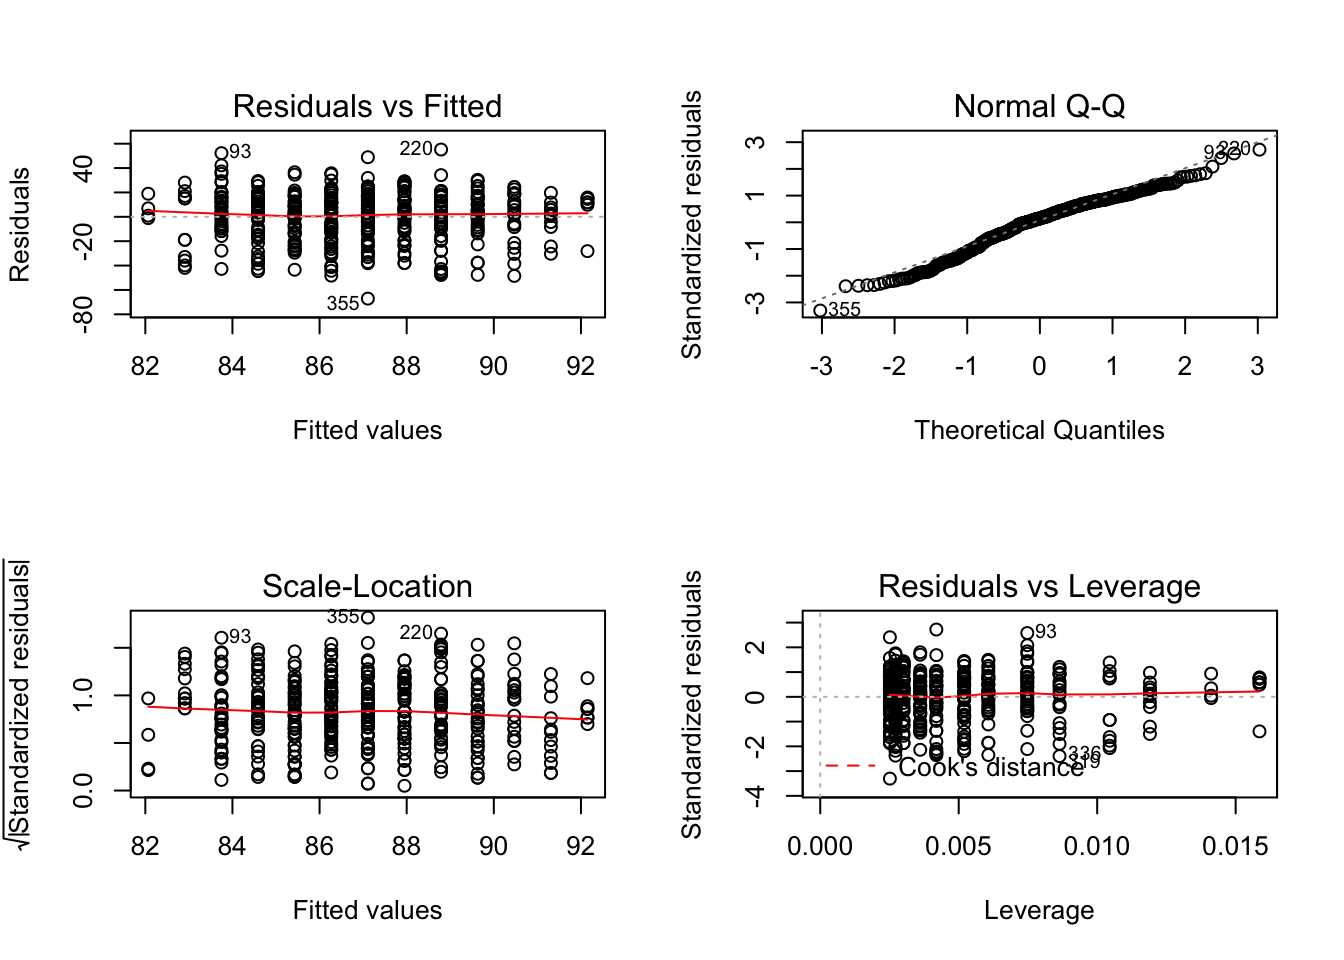 Residuals vs Fitted
Residuals
40
-20
-80
93
220
355
82 84 86 88 90 92
Fitted values
Normal Q-Q
Standardized residuals
3
1
-1
-3
93
220
355
-3 -2 -1 0 1 2 3
Theoretical Quantiles
Scale-Location
√|Standardized residuals|
1.0
0.0
93
355
220
82 84 86 88 90 92
Fitted values
Residuals vs Leverage
Standardized residuals
2
0
-2
-4
93
336
319
Cook's distance
0.000 0.005 0.010 0.015
Leverage